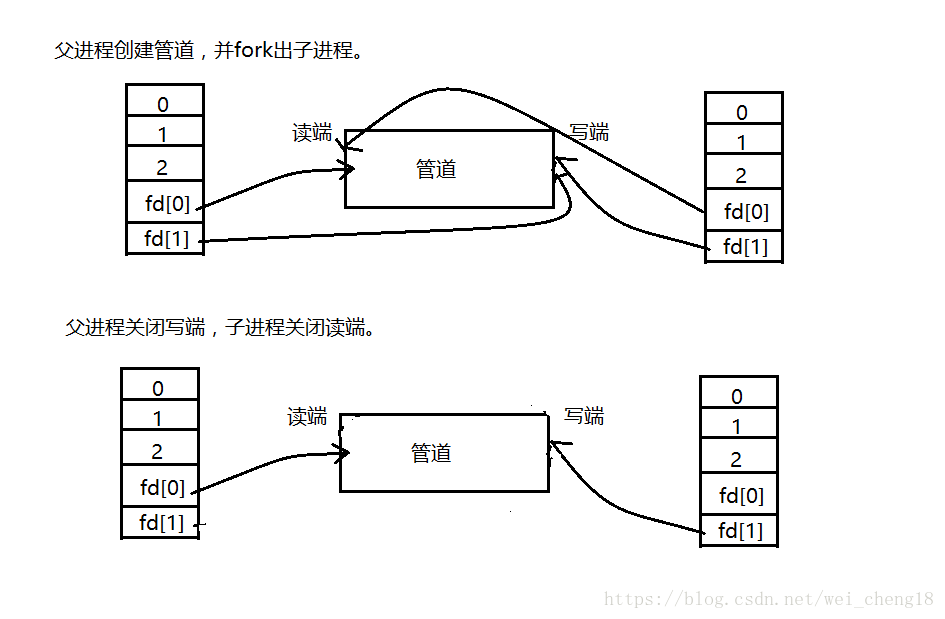 父进程创建管道，并fork出子进程。
0
1
2
fd[0]
fd[1]
读端
管道
写端
0
1
2
fd[0]
fd[1]
父进程关闭写端，子进程关闭读端。
0
1
2
fd[0]
fd[1]
读端
管道
写端
0
1
2
fd[0]
fd[1]
https://blog.csdn.net/wei_cheng18